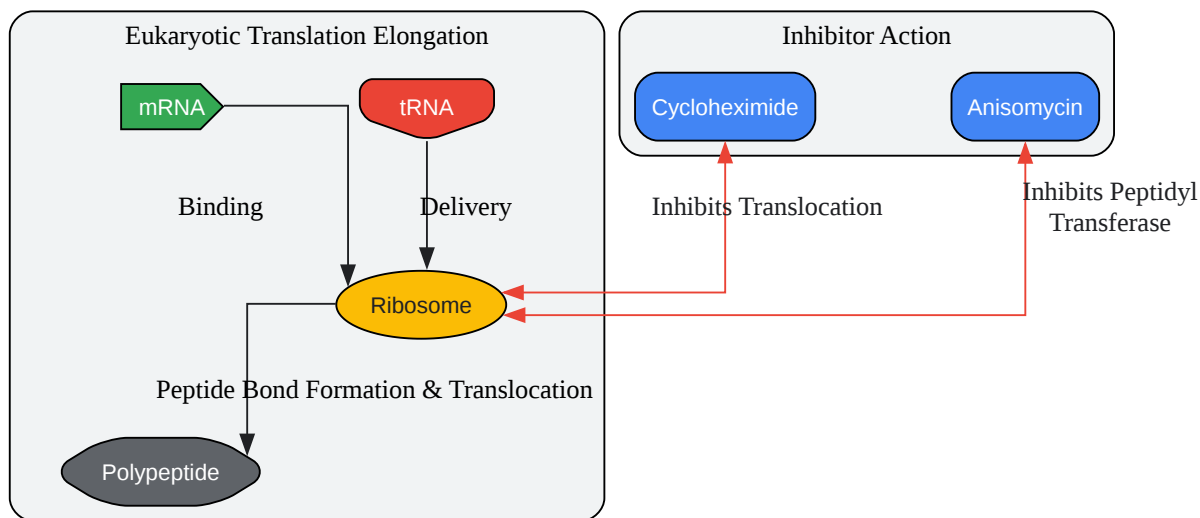 Eukaryotic Translation Elongation
Inhibitor Action
mRNA
tRNA
Cycloheximide
Anisomycin
Binding
Delivery
Inhibits Translocation
Inhibits Peptidyl
Transferase
Ribosome
Peptide Bond Formation & Translocation
Polypeptide